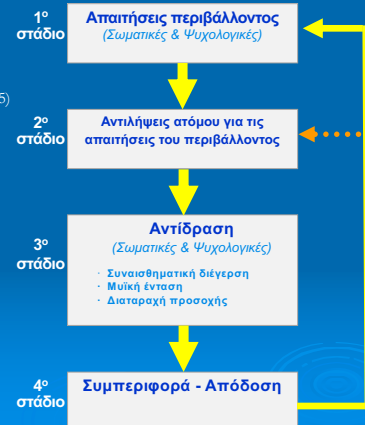 1ο
στάδιο
Απαιτήσεις περιβάλλοντος
(Σωματικές & Ψυχολογικές)
5)
2ο
στάδιο
Αντιλήψεις ατόμου για τις
απαιτήσεις του περιβάλλοντος
3ο
στάδιο
Αντίδραση
(Σωματικές & Ψυχολογικές)
· Συναισθηματική διέγερση
· Μυϊκή ένταση
· Διαταραχή προσοχής
4ο
στάδιο
Συμπεριφορά - Απόδοση